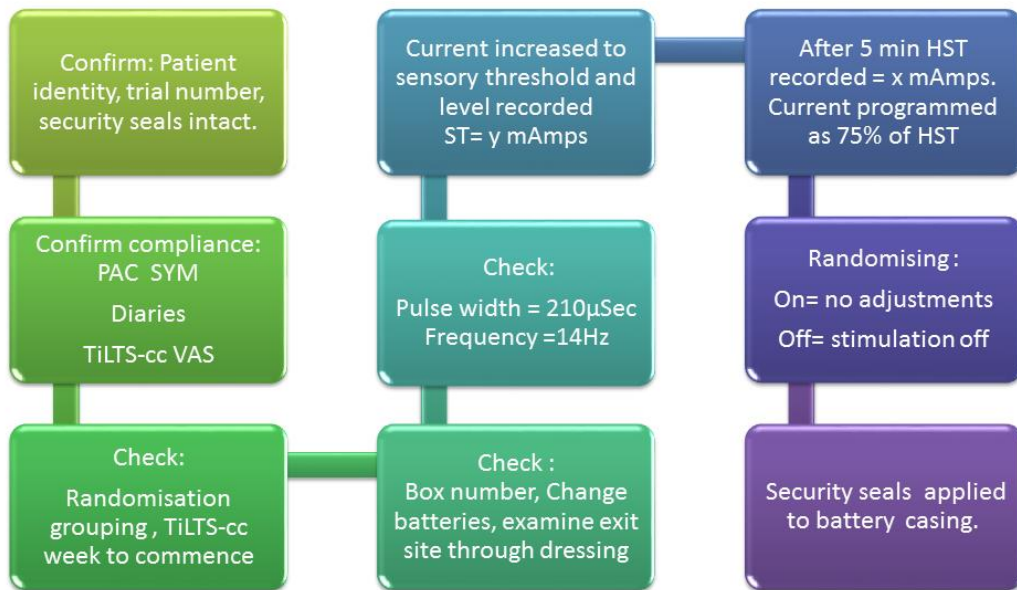 Confirm: Patient
identity, trial number,
security seals intact.
Confirm compliance:
PAC SYM
Diaries
TiLTS-cc VAS
Check:
Randomisation
grouping , TiLTS-cc
week to commence
Check :
Box number, Change
batteries, examine exit
site through dressing
Check:
Pulse width = 210µSec
Frequency =14Hz
Current increased to
sensory threshold and
level recorded
ST= y mAmps
After 5 min HST
recorded = x mAmps.
Current programmed
as 75% of HST
Randomising :
On= no adjustments
Off= stimulation off
Security seals applied
to battery casing.